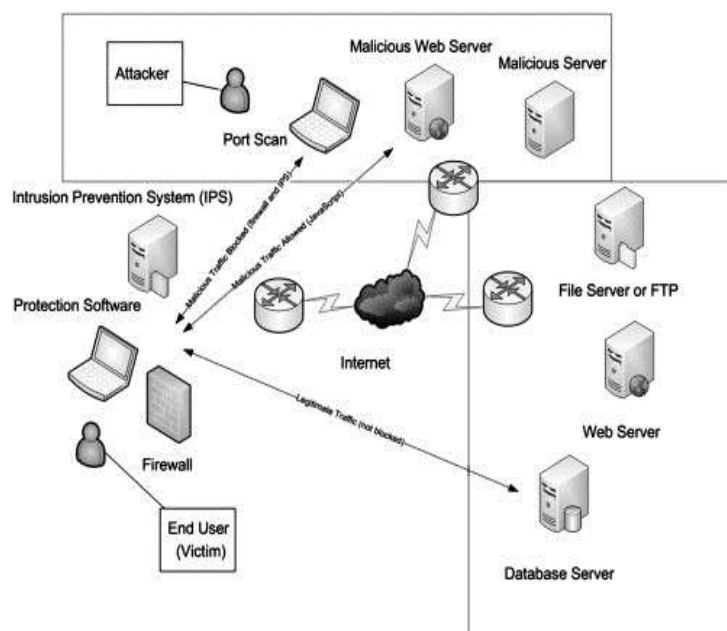 Malicious Web Server
Attacker
Malicious Server
Port Scan
Intrusion Prevention System (IPS)
Malicious Traffic Blocked (firewall and IPS)
Malicious Traffic Allowed (JavaScript)
Protection Software
File Server or FTP
Internet
Legitimate Traffic (not blocked)
Web Server
Firewall
End User
(Victim)
Database Server